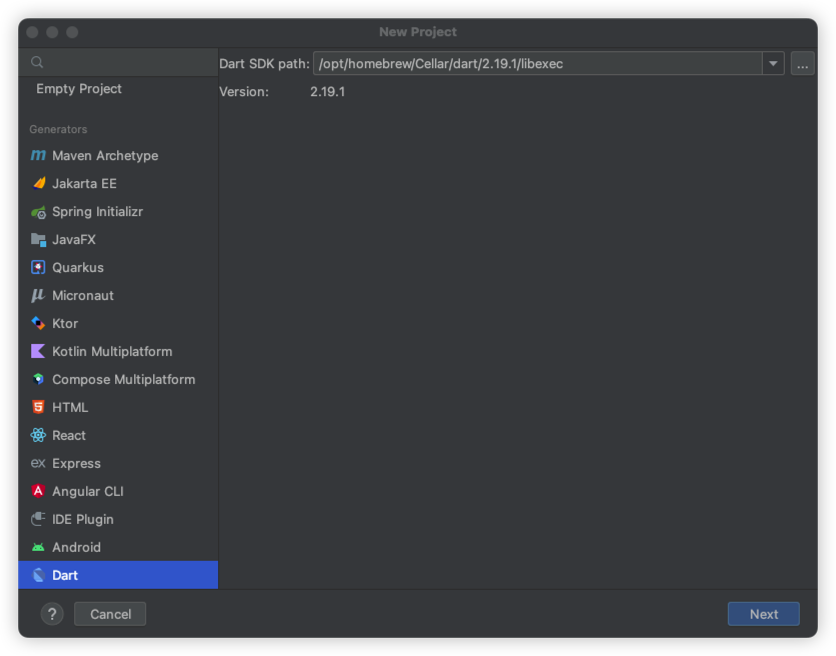 New Project
Dart SDK path: /opt/homebrew/Cellar/dart/2.19.1/libexec ...
Version: 2.19.1
Empty Project
Generators
Maven Archetype
Jakarta EE
Spring Initializr
JavaFX
Quarkus
Micronaut
Ktor
Kotlin Multiplatform
Compose Multiplatform
HTML
React
ex Express
Angular CLI
IDE Plugin
Android
Dart
? Cancel Next